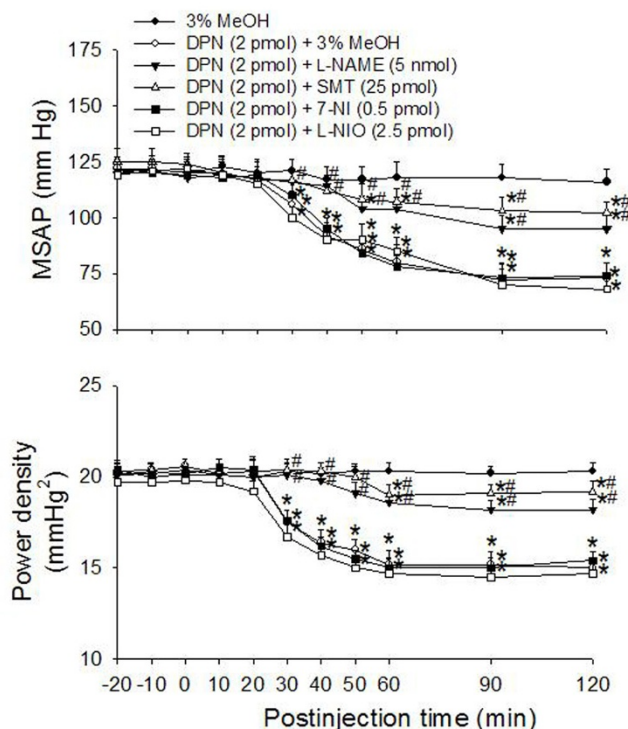 3% MeOH
DPN (2 pmol) + 3% MeOH
DPN (2 pmol) + L-NAME (5 nmol)
DPN (2 pmol) + SMT (25 pmol)
DPN (2 pmol) + 7-NI (0.5 pmol)
DPN (2 pmol) + L-NIO (2.5 pmol)
MSAP (mm Hg)
175
150
125
100
75
50
Power density
(mmHg²)
25
20
15
10
-20 -10 0 10 20 30 40 50 60 90 120
Postinjection time (min)